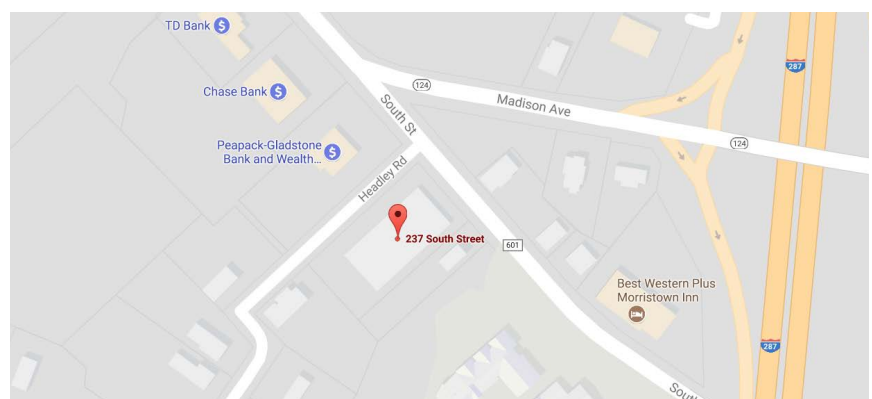 TD Bank
Chase Bank
Peapack-Gladstone
Bank and Wealth...
124
Madison Ave
South St
Headley Rd
287
124
237 South Street
601
Best Western Plus
Morristown Inn
287
Sout